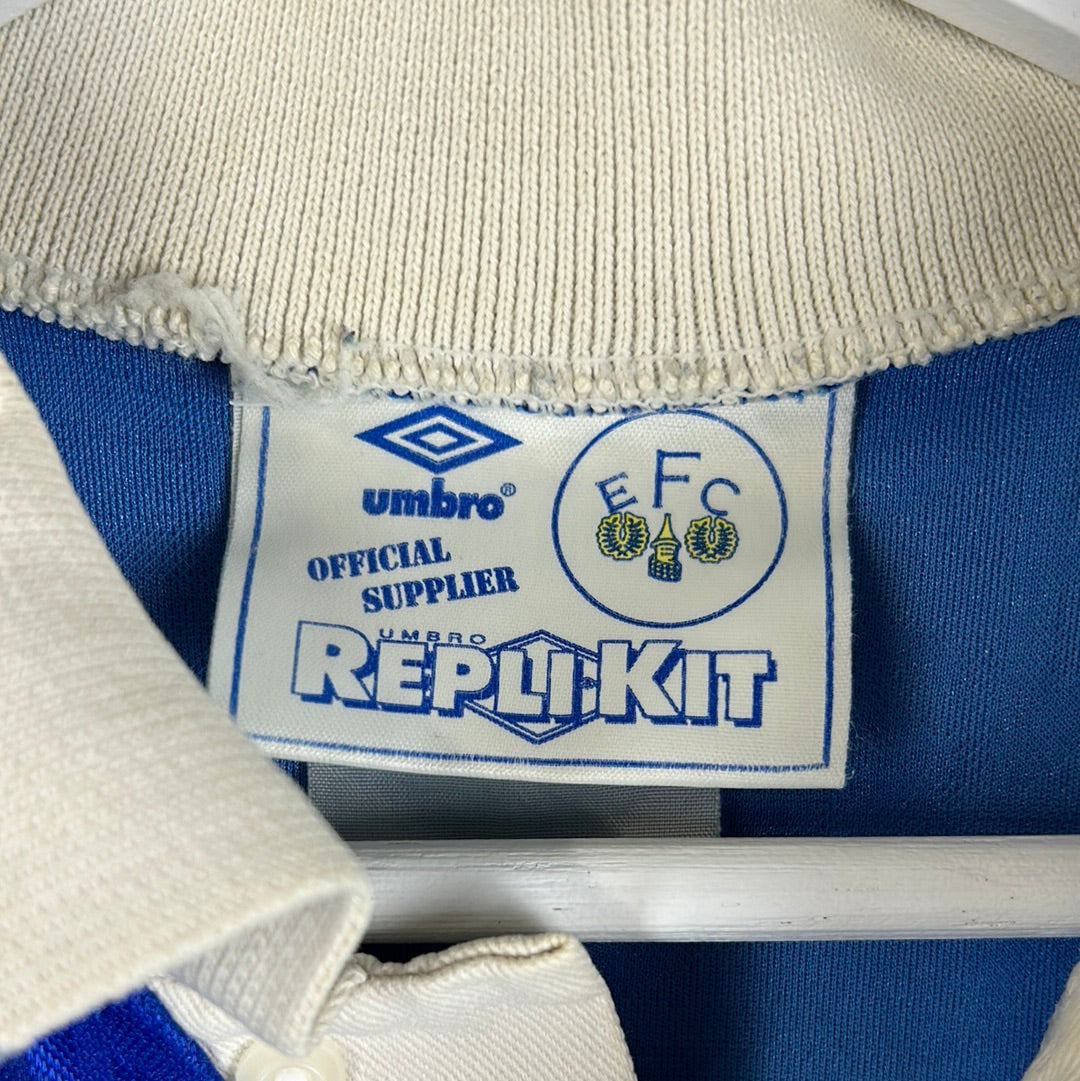 umbro®
EFC
OFFICIAL
SUPPLIER
UMBRO
REPLI-KIT